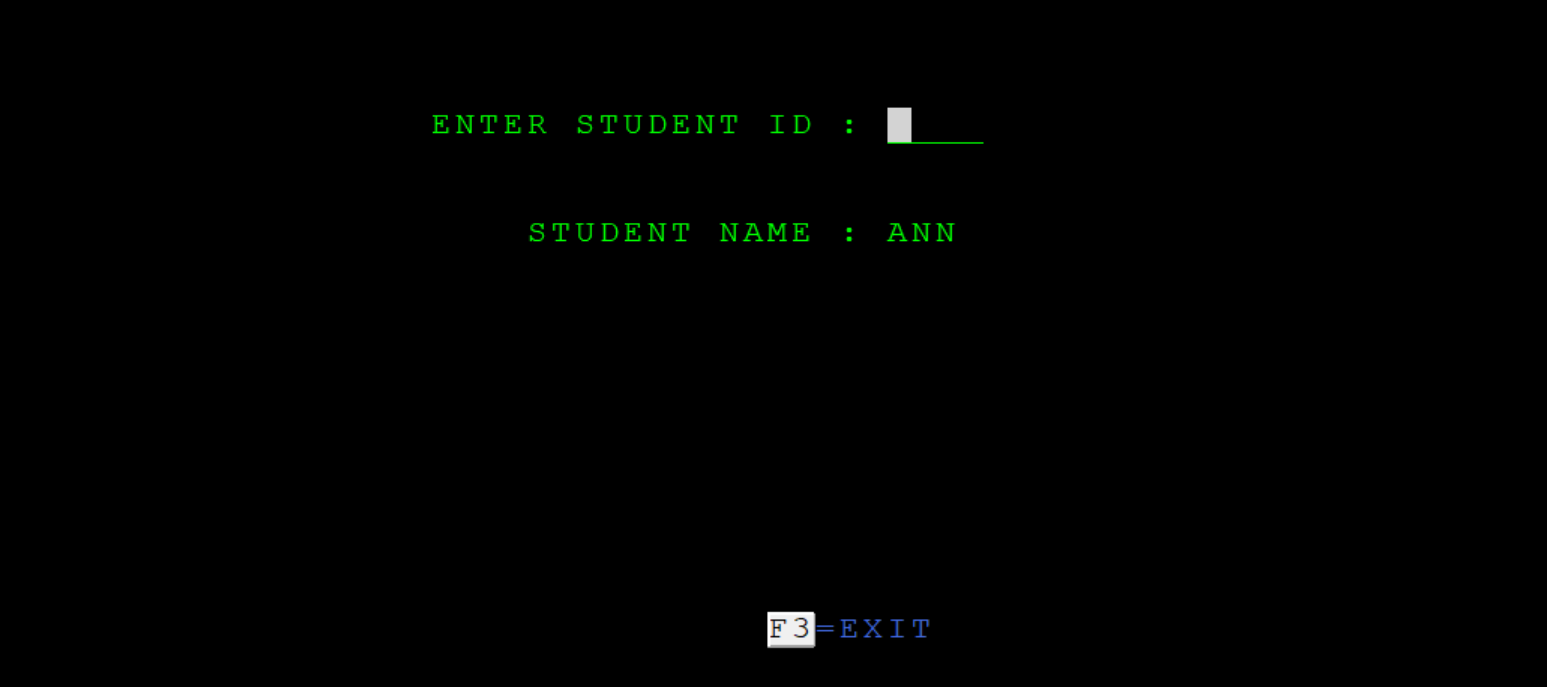 ENTER STUDENT ID :
STUDENT NAME : ANN
F3=EXIT